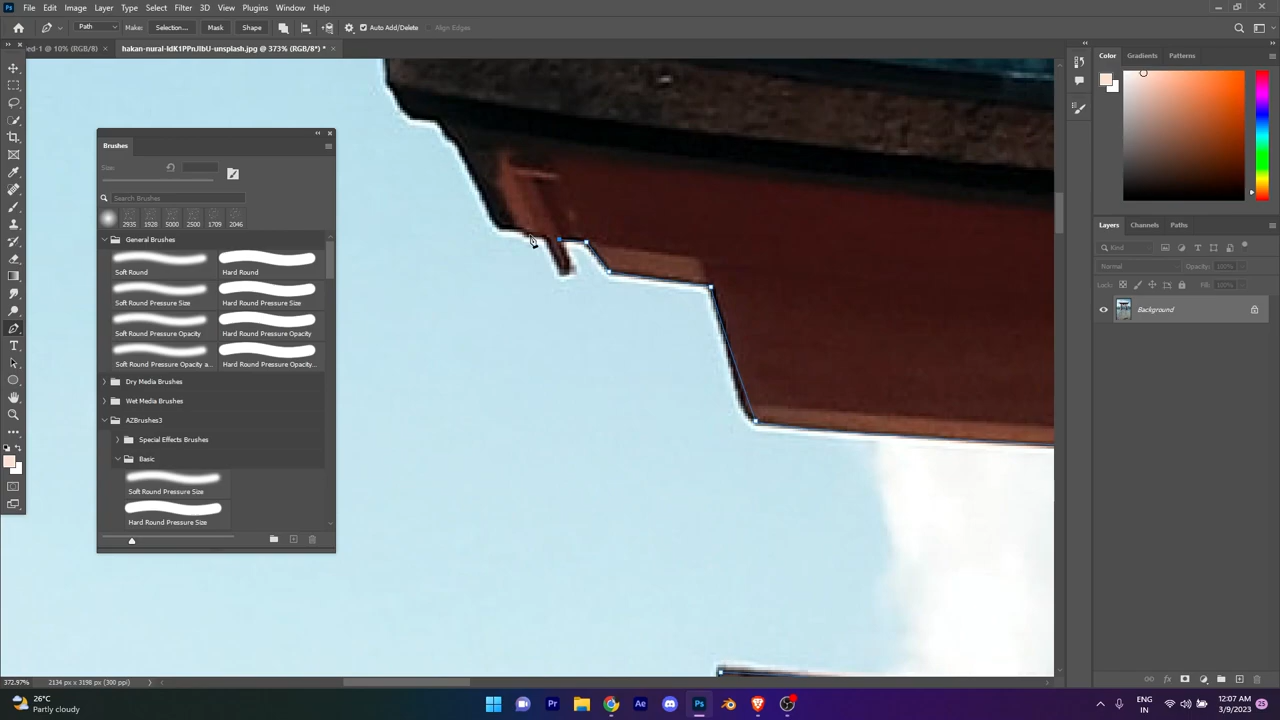 File Edit Image Layer Type Select Filter 3D View Plugins Window Help
Path Make: Selection... Mask Shape Auto Add/Delete Align Edges
ed-1 @ 10% (RGB/8) × hakan-nural-IdK1PPnJIbU-unsplash.jpg @ 373% (RGB/8*) * ×
Brushes
Size:
Search Brushes
2935 1928 5000 2500 1709 2046
General Brushes
Soft Round Hard Round
Soft Round Pressure Size Hard Round Pressure Size
Soft Round Pressure Opacity Hard Round Pressure Opacity
Soft Round Pressure Opacity a... Hard Round Pressure Opacity...
Dry Media Brushes
Wet Media Brushes
AZBrushes3
Special Effects Brushes
Basic
Soft Round Pressure Size
Hard Round Pressure Size
Color Gradients Patterns
Layers Channels Paths
Kind
Normal Opacity: 100%
Lock: Fill: 100%
Background
372.97% 2134 px x 3198 px (300 ppi)
26°C
Partly cloudy
ENG
IN
12:07 AM
3/9/2023